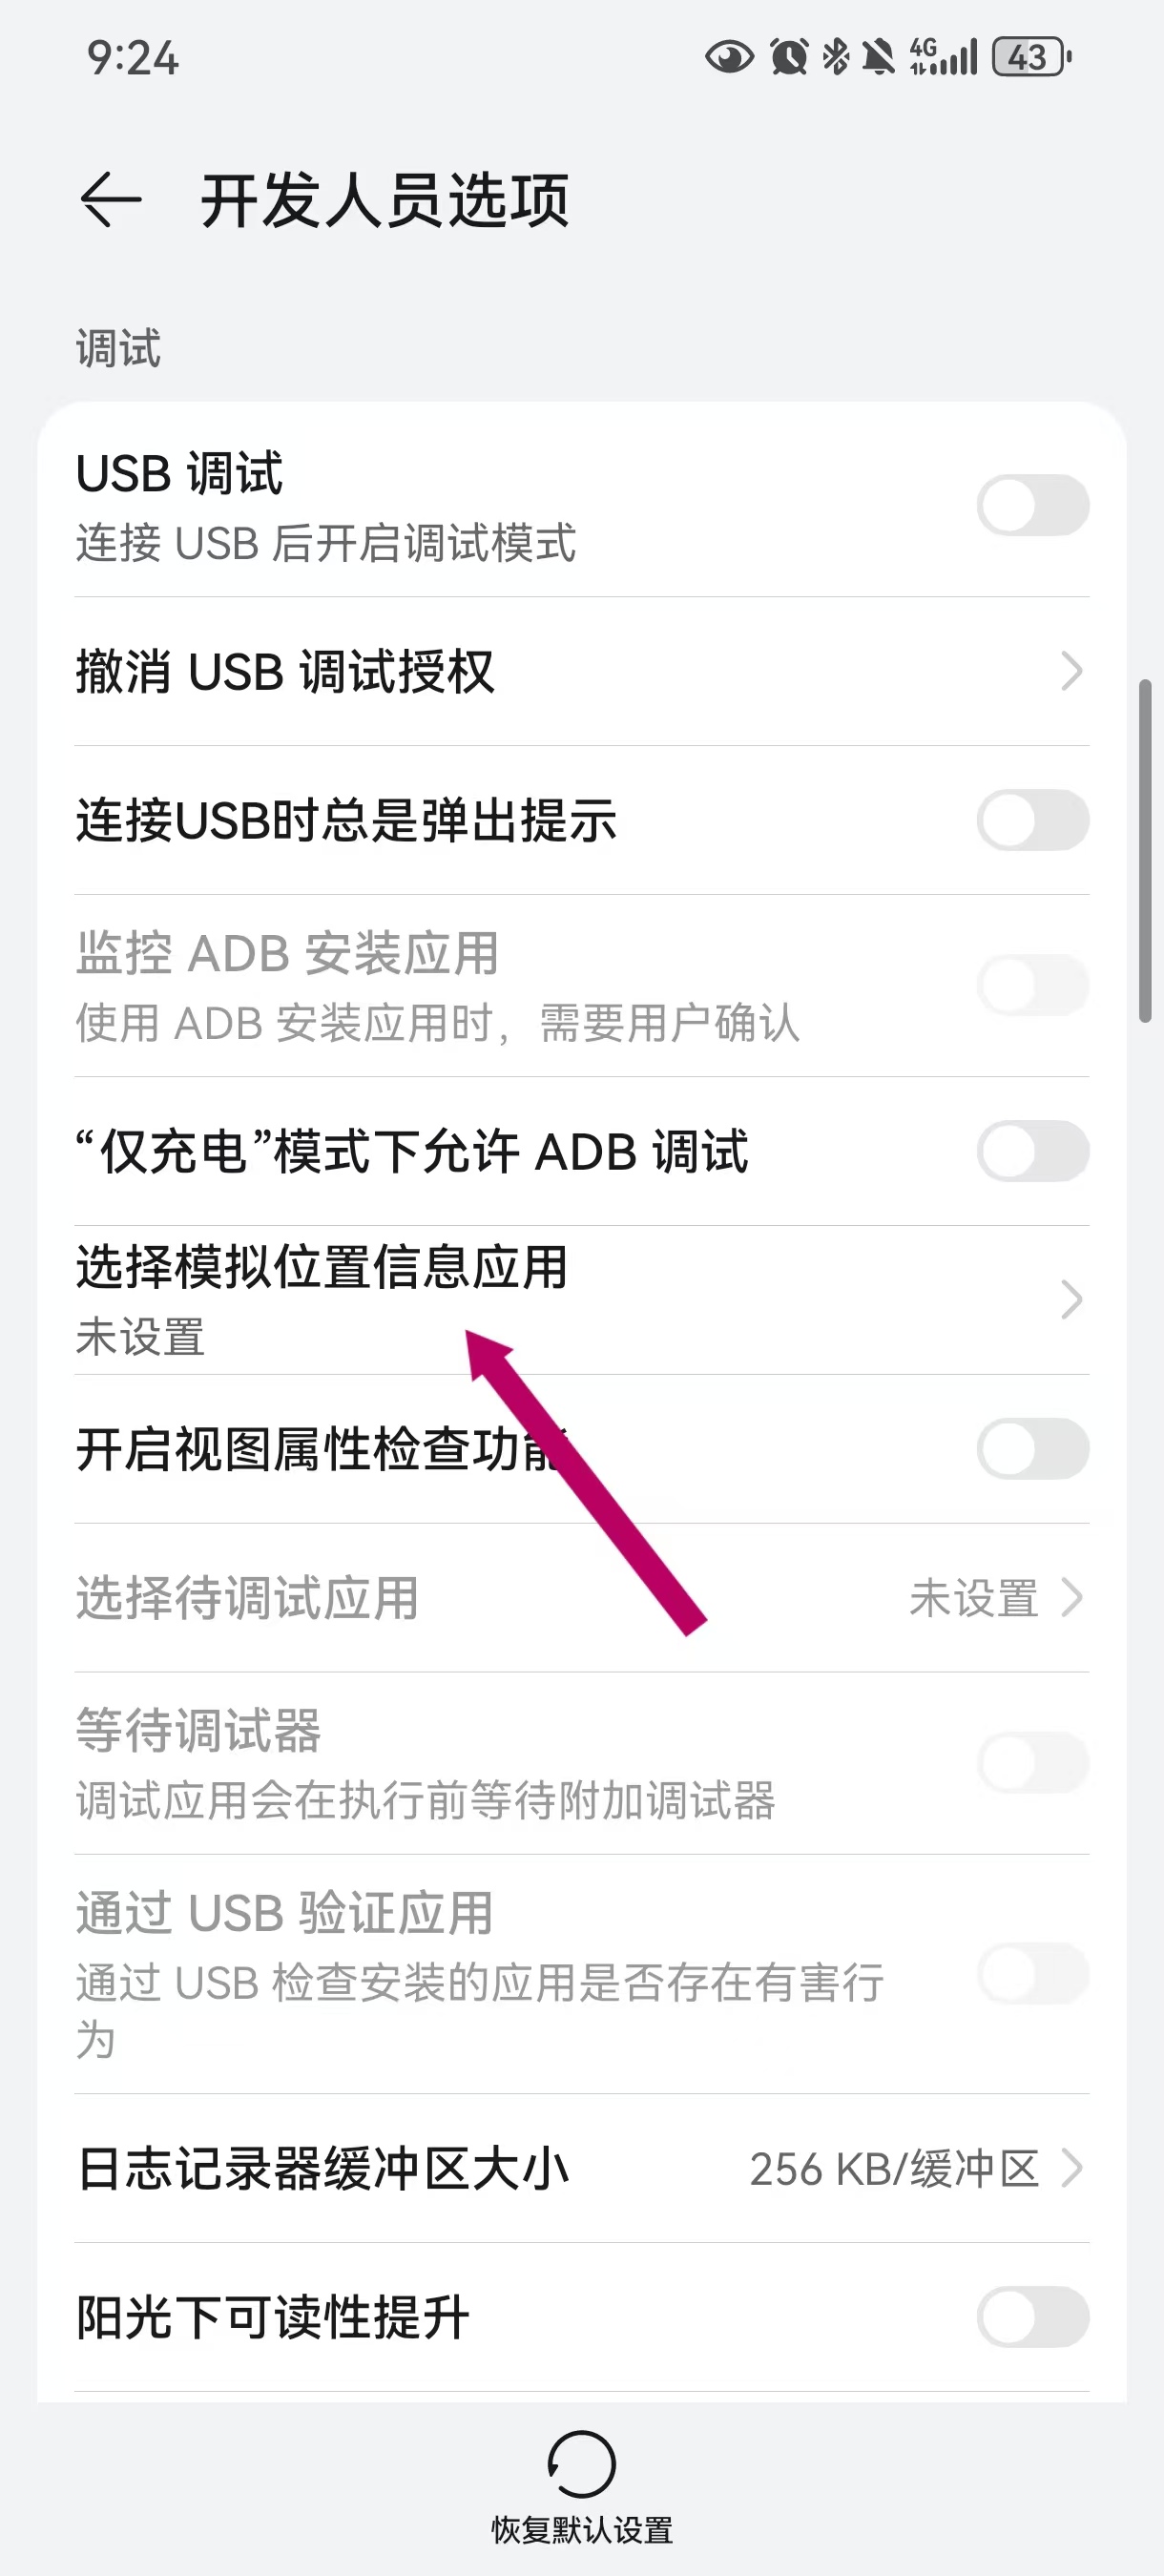 9:24
4G
43
开发人员选项
调试
USB 调试
连接 USB 后开启调试模式
撤消 USB 调试授权
连接USB时总是弹出提示
监控 ADB 安装应用
使用 ADB 安装应用时，需要用户确认
“仅充电”模式下允许 ADB 调试
选择模拟位置信息应用
未设置
开启视图属性检查功能
选择待调试应用
未设置
等待调试器
调试应用会在执行前等待附加调试器
通过 USB 验证应用
通过 USB 检查安装的应用是否存在有害行
为
日志记录器缓冲区大小
256 KB/缓冲区
阳光下可读性提升
恢复默认设置